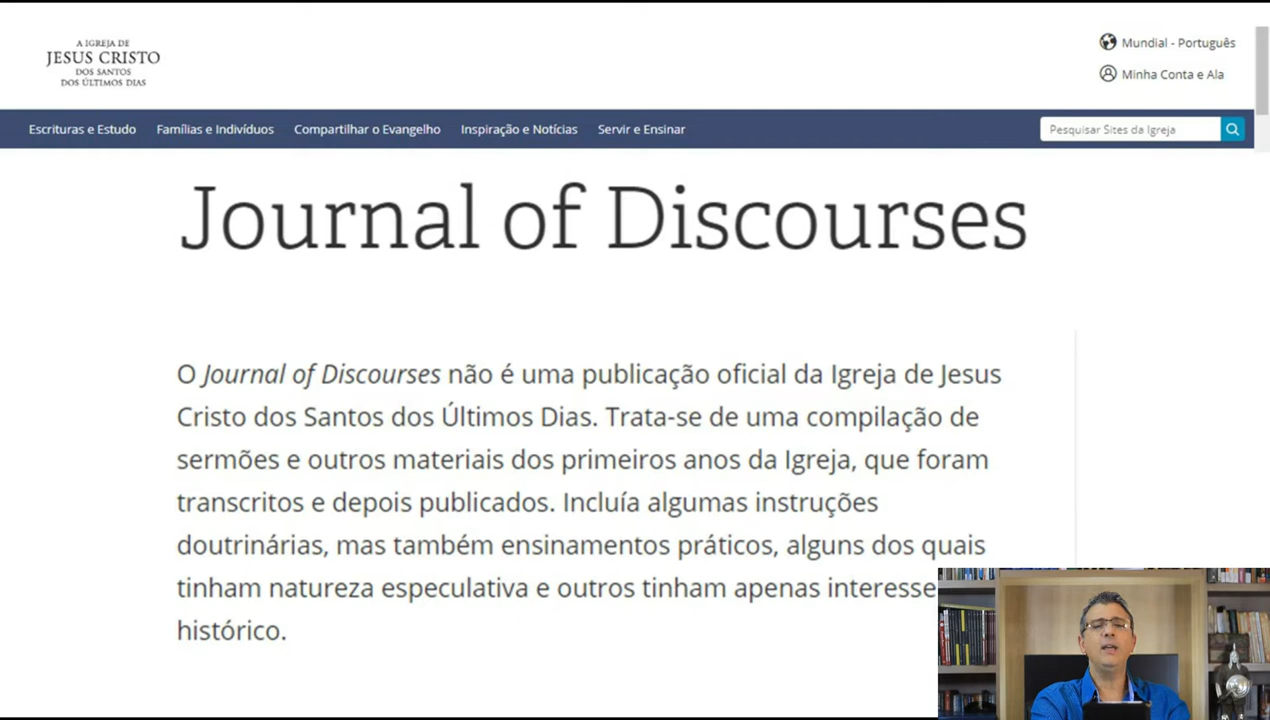 A IGREJA DE
JESUS CRISTO
DOS SANTOS
DOS ÚLTIMOS DIAS
Mundial - Português
Minha Conta e Ala
Escrituras e Estudo Famílias e Indivíduos Compartilhar o Evangelho Inspiração e Notícias Servir e Ensinar Pesquisar Sites da Igreja
Journal of Discourses
O Journal of Discourses não é uma publicação oficial da Igreja de Jesus
Cristo dos Santos dos Últimos Dias. Trata-se de uma compilação de
sermões e outros materiais dos primeiros anos da Igreja, que foram
transcritos e depois publicados. Incluía algumas instruções
doutrinárias, mas também ensinamentos práticos, alguns dos quais
tinham natureza especulativa e outros tinham apenas interesse
histórico.